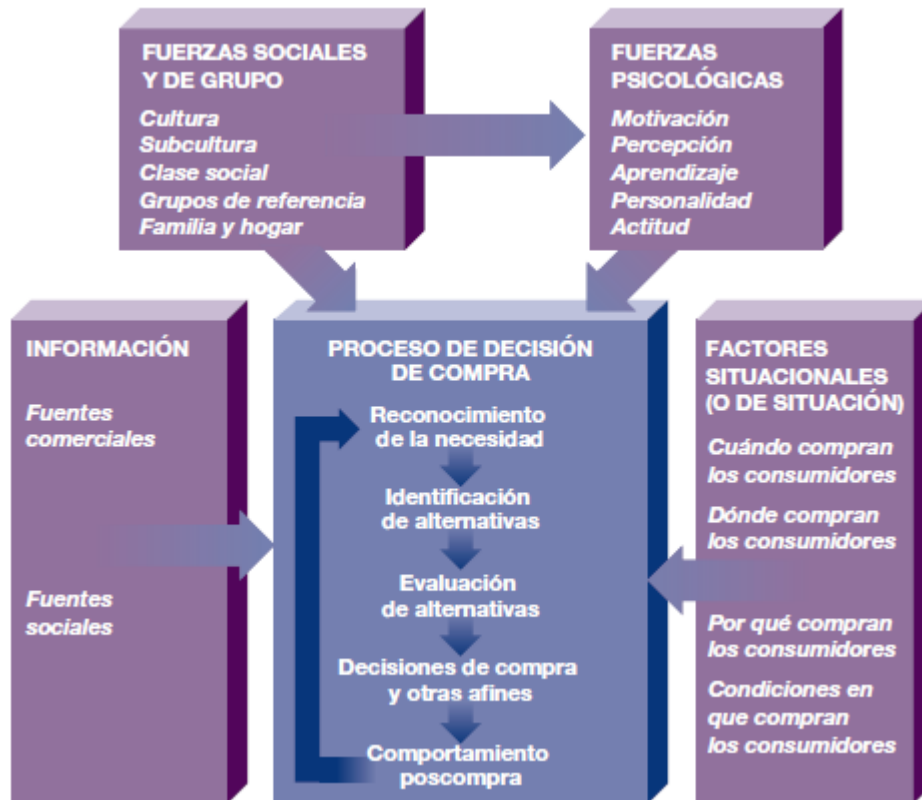 FUERZAS SOCIALES
Y DE GRUPO
Cultura
Subcultura
Clase social
Grupos de referencia
Familia y hogar
FUERZAS
PSICOLÓGICAS
Motivación
Percepción
Aprendizaje
Personalidad
Actitud
INFORMACIÓN
Fuentes
comerciales
Fuentes
sociales
PROCESO DE DECISIÓN
DE COMPRA
Reconocimiento
de la necesidad
Identificación
de alternativas
Evaluación
de alternativas
Decisiones de compra
y otras afines
Comportamiento
poscompra
FACTORES
SITUACIONALES
(O DE SITUACIÓN)
Cuándo compran
los consumidores
Dónde compran
los consumidores
Por qué compran
los consumidores
Condiciones en
que compran
los consumidores